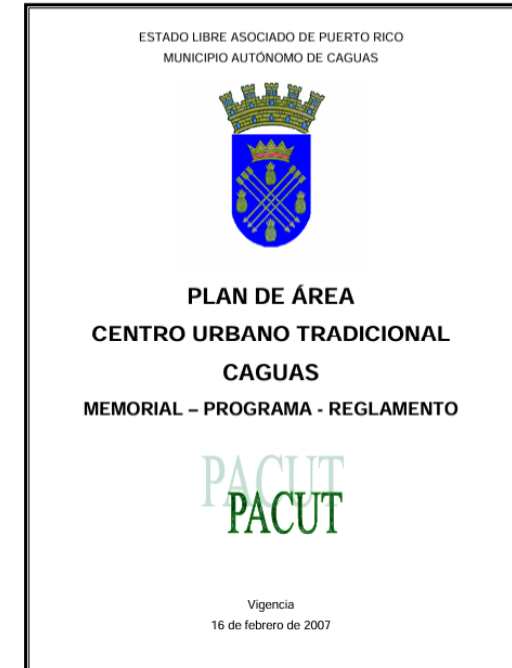 ESTADO LIBRE ASOCIADO DE PUERTO RICO
MUNICIPIO AUTÓNOMO DE CAGUAS
PLAN DE ÁREA
CENTRO URBANO TRADICIONAL
CAGUAS
MEMORIAL – PROGRAMA - REGLAMENTO
PACUT
PACUT
Vigencia
16 de febrero de 2007